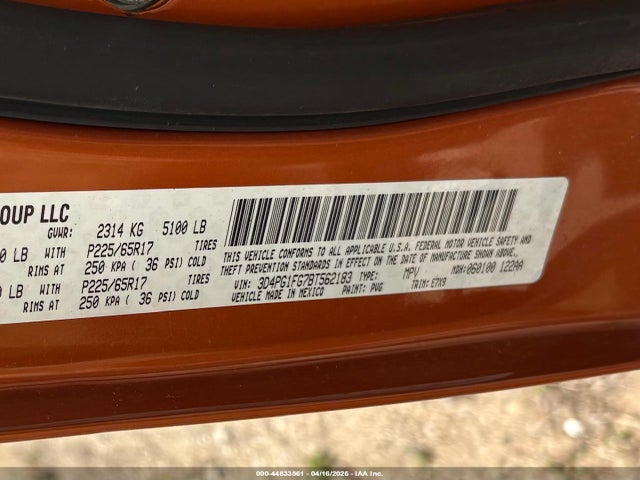 OUP LLC
GVWR: 2314 KG 5100 LB
0 LB WITH P225/65R17 TIRES
RIMS AT 250 KPA ( 36 PSI) COLD
0 LB WITH P225/65R17 TIRES
RIMS AT 250 KPA ( 36 PSI) COLD
THIS VEHICLE CONFORMS TO ALL APPLICABLE U.S.A. FEDERAL MOTOR VEHICLE SAFETY AND
THEFT PREVENTION STANDARDS IN EFFECT ON THE DATE OF MANUFACTURE SHOWN ABOVE.
VIN: 3D4PG1FG7BT562183 TYPE: MPV MDH: 060100 122AA
VEHICLE MADE IN MEXICO PAINT: PVG TRIM: E7X9
000-44833561 - 04/16/2026 - IAA Inc.